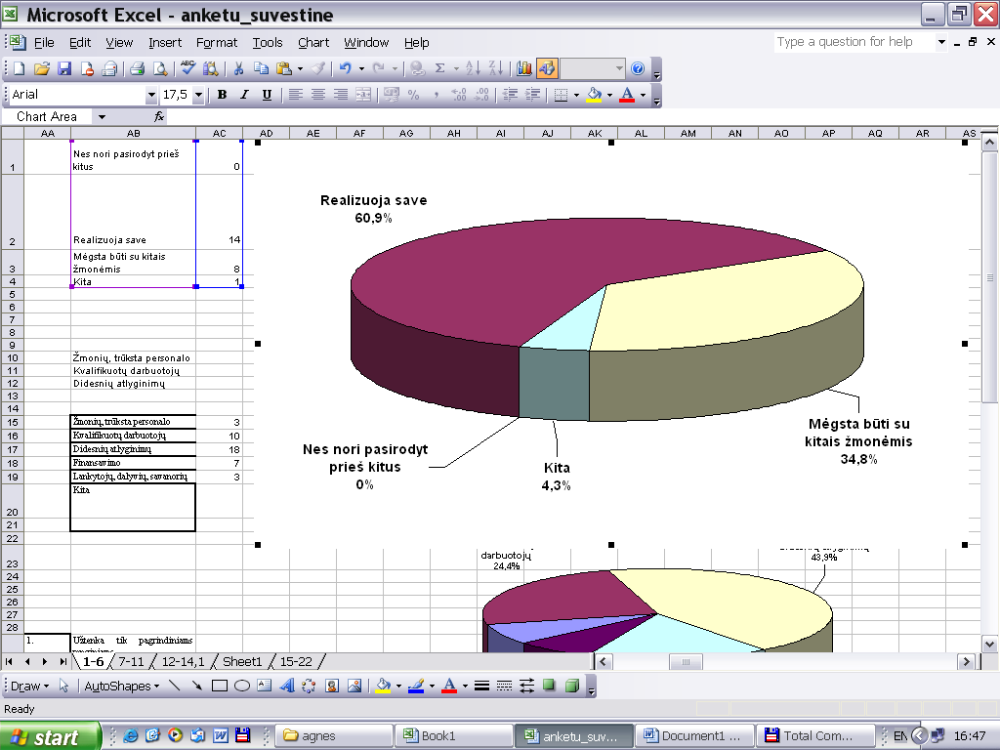 Microsoft Excel - anketu_suvestine
File Edit View Insert Format Tools Chart Window Help
Type a question for help
Arial 17,5 B I U
Chart Area fx
AA AB AC AD AE AF AG AH AI AJ AK AL AM AN AO AP AQ AR AS
Nes nori pasirodyt prieš
1 kitus 0
2 Realizuoja save 14
Mėgsta būti su kitais
3 žmonėmis 8
4 Kita 1
5
6
7
8
9
10 Žmonių, trūksta personalo
11 Kvalifikuotų darbuotojų
12 Didesnių atlyginimų
13
14
15 Žmonių, trūksta personalo 3
16 Kvalifikuotų darbuotojų 10
17 Didesnių atlyginimų 18
18 Finansavimo 7
19 Lankytojų, dalyvių, savanorių 3
Kita
20
21
22
23
24
25
26
27
28
1. Užtenka tik pagrindiniams
Realizuoja save
60,9%
Mėgsta būti su
kitais žmonėmis
34,8%
Nes nori pasirodyt
prieš kitus
0%
Kita
4,3%
darbuotojų
24,4%
43,9%
1-6 7-11 12-14,1 Sheet1 15-22
Draw AutoShapes
Ready
start agnes Book1 anketu_suv... Document1 ... Total Com... EN 16:47